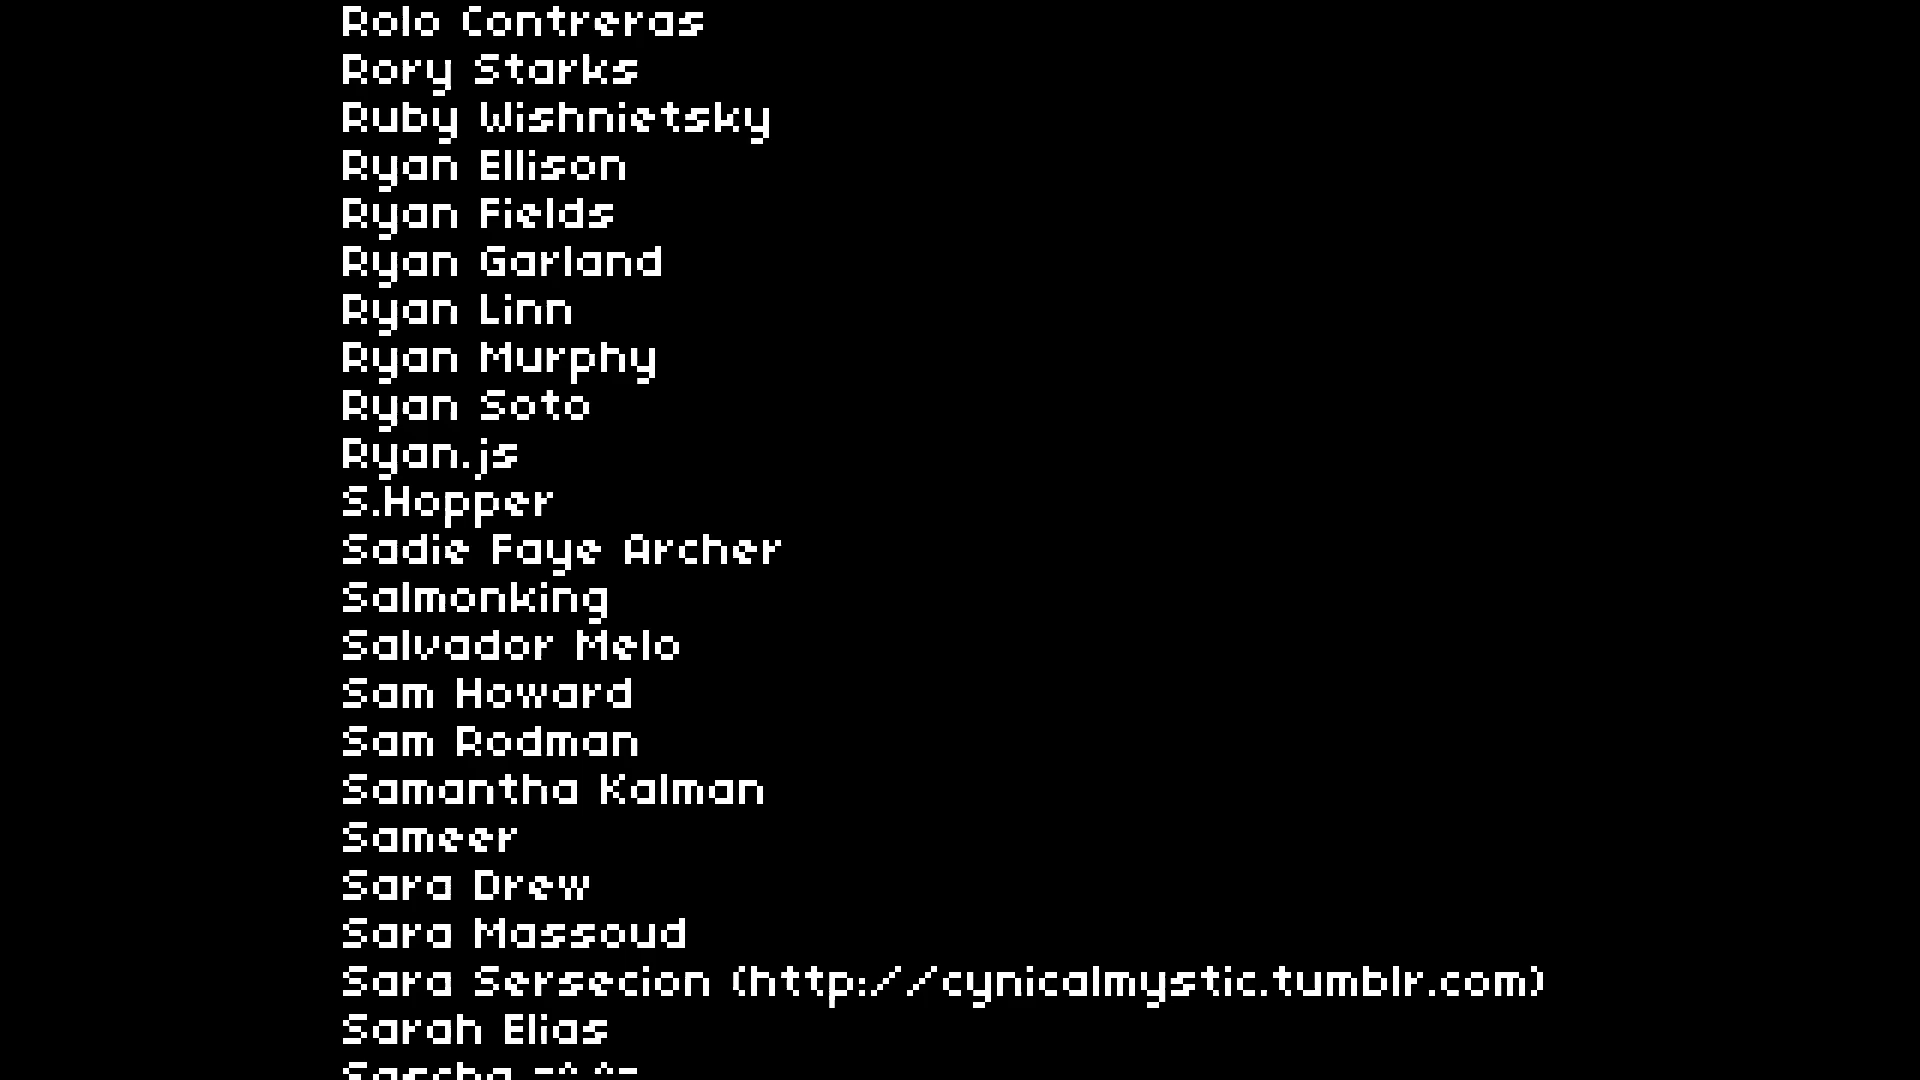 Rolo Contreras
Rory Starks
Ruby Wishnietsky
Ryan Ellison
Ryan Fields
Ryan Garland
Ryan Linn
Ryan Murphy
Ryan Soto
Ryan.js
S.Hopper
Sadie Faye Archer
Salmonking
Salvador Melo
Sam Howard
Sam Rodman
Samantha Kalman
Sameer
Sara Drew
Sara Massoud
Sara Sersecion (http://cynicalmystic.tumblr.com)
Sarah Elias
Sascha